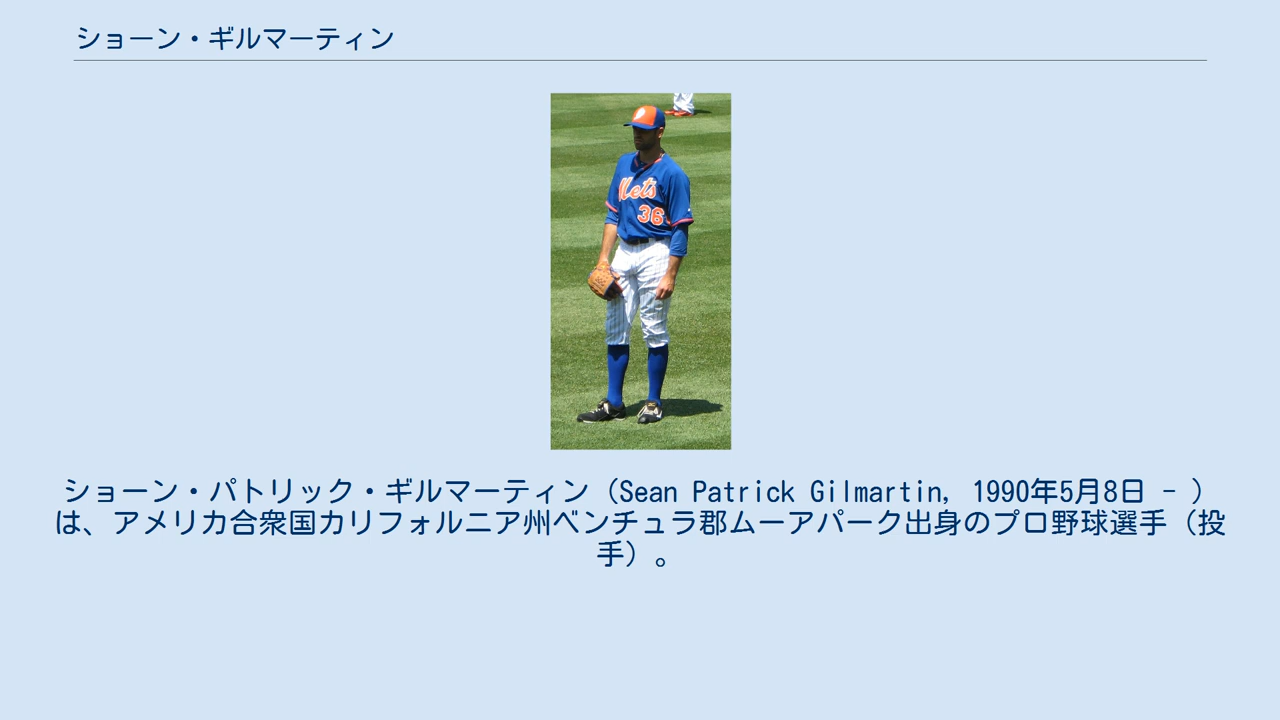 ショーン・ギルマーティン
Mets
36
ショーン・パトリック・ギルマーティン（Sean Patrick Gilmartin, 1990年5月8日 - ）
は、アメリカ合衆国カリフォルニア州ベンチュラ郡ムーアパーク出身のプロ野球選手（投
手）。